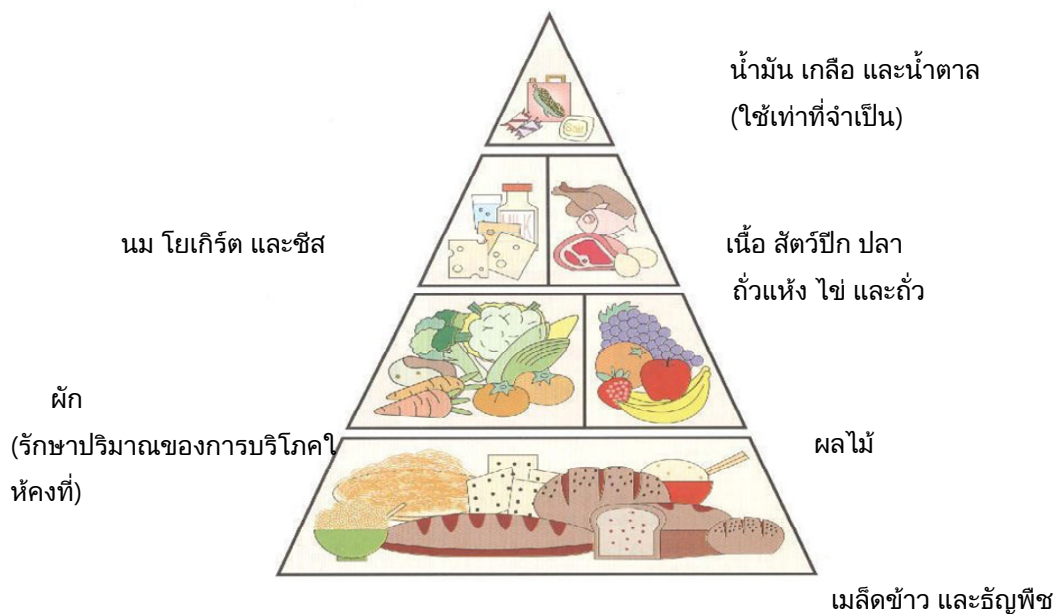 น้ำมัน เกลือ และน้ำตาล
(ใช้เท่าที่จำเป็น)
นม โยเกิร์ต และชีส
เนื้อ สัตว์ปีก ปลา
ถั่วแห้ง ไข่ และถั่ว
ผัก
(รักษาปริมาณของการบริโภคใ
ห้คงที่)
ผลไม้
เมล็ดข้าว และธัญพืช